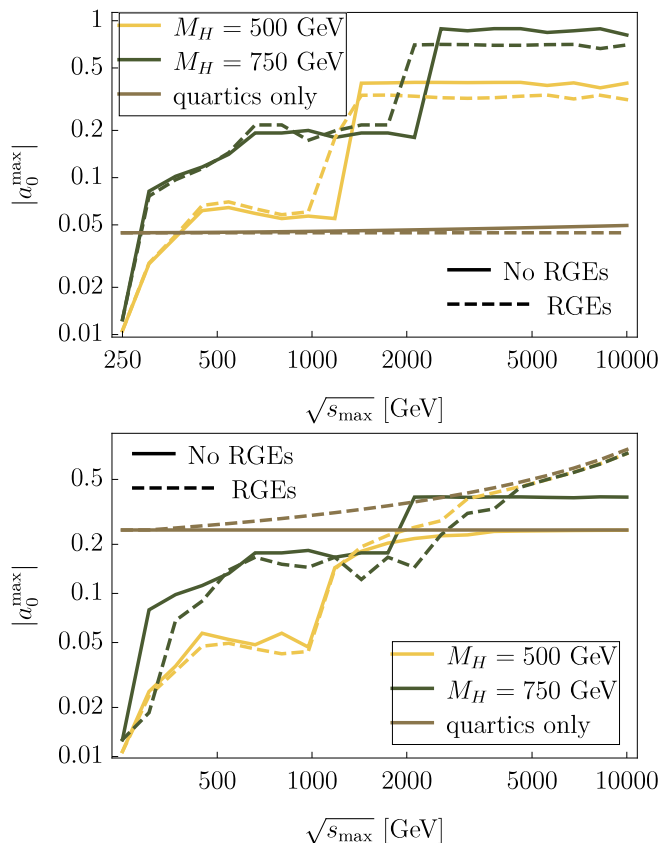 1
0.5
0.2
0.1
0.05
0.02
0.01
|a_0^max|
M_H = 500 GeV
M_H = 750 GeV
quartics only
No RGEs
RGEs
250 500 1000 2000 5000 10000
√s_max [GeV]
0.5
0.2
0.1
0.05
0.02
0.01
|a_0^max|
No RGEs
RGEs
M_H = 500 GeV
M_H = 750 GeV
quartics only
500 1000 2000 5000 10000
√s_max [GeV]